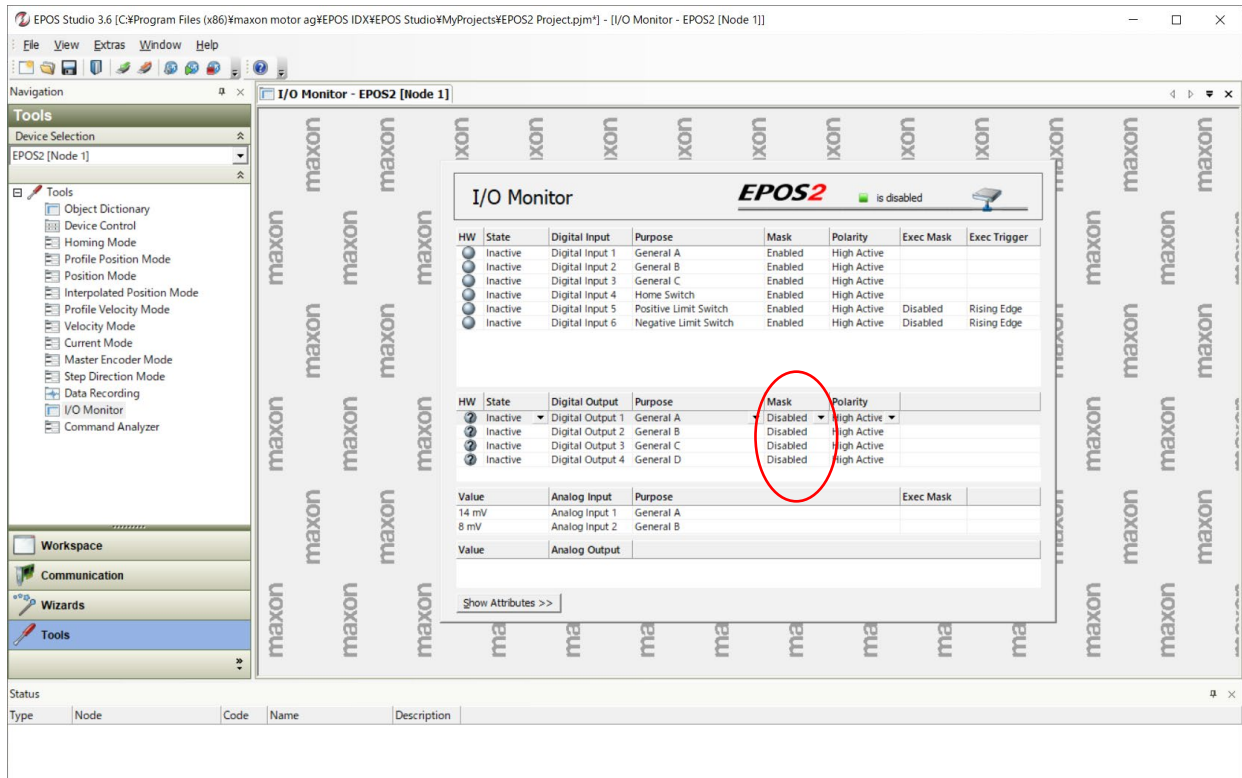 EPOS Studio 3.6 [C:¥Program Files (x86)¥maxon motor ag¥EPOS IDX¥EPOS Studio¥MyProjects¥EPOS2 Project.pjm*] - [I/O Monitor - EPOS2 [Node 1]]
File View Extras Window Help
Navigation
Tools
Device Selection
EPOS2 [Node 1]
Tools
Object Dictionary
Device Control
Homing Mode
Profile Position Mode
Position Mode
Interpolated Position Mode
Profile Velocity Mode
Velocity Mode
Current Mode
Master Encoder Mode
Step Direction Mode
Data Recording
I/O Monitor
Command Analyzer
Workspace
Communication
Wizards
Tools
I/O Monitor - EPOS2 [Node 1]
maxon
I/O Monitor EPOS2 is disabled
HW State Digital Input Purpose Mask Polarity Exec Mask Exec Trigger
Inactive Digital Input 1 General A Enabled High Active
Inactive Digital Input 2 General B Enabled High Active
Inactive Digital Input 3 General C Enabled High Active
Inactive Digital Input 4 Home Switch Enabled High Active
Inactive Digital Input 5 Positive Limit Switch Enabled High Active Disabled Rising Edge
Inactive Digital Input 6 Negative Limit Switch Enabled High Active Disabled Rising Edge
HW State Digital Output Purpose Mask Polarity
Inactive Digital Output 1 General A Disabled High Active
Inactive Digital Output 2 General B Disabled High Active
Inactive Digital Output 3 General C Disabled High Active
Inactive Digital Output 4 General D Disabled High Active
Value Analog Input Purpose Exec Mask
14 mV Analog Input 1 General A
8 mV Analog Input 2 General B
Value Analog Output
Show Attributes >>
Status
Type Node Code Name Description